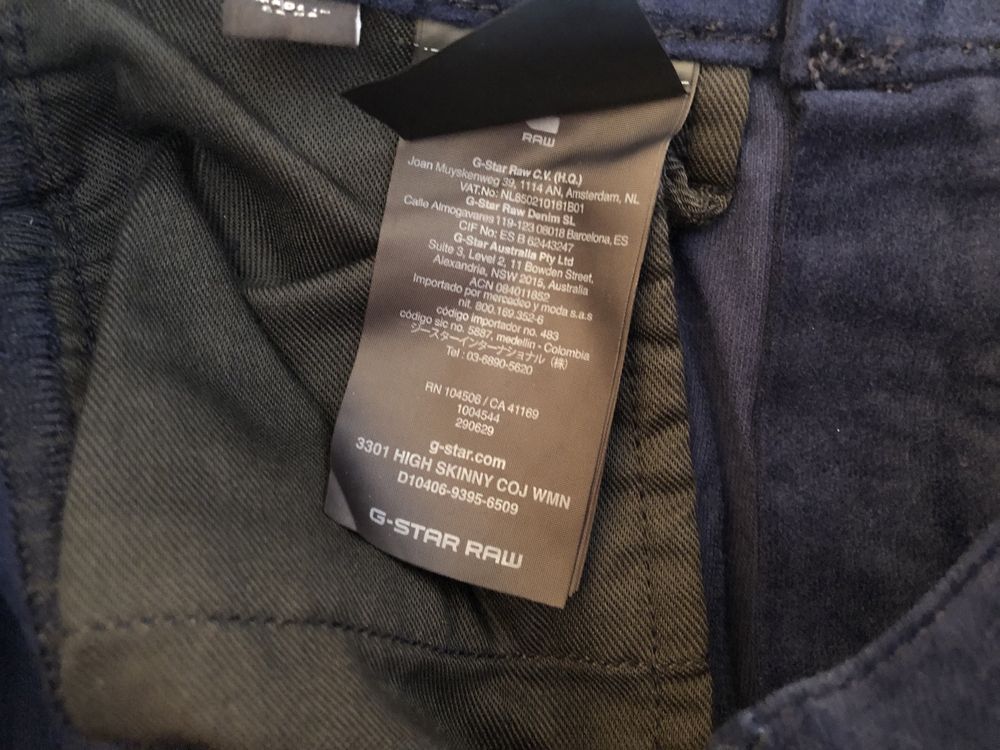 RAW
G-Star Raw C.V. (H.Q.)
Joan Muyskenweg 39, 1114 AN, Amsterdam, NL
VAT.No: NL850210161B01
G-Star Raw Denim SL
Calle Almogavares 119-123 08018 Barcelona, ES
CIF No: ES B 62443247
G-Star Australia Pty Ltd
Suite 3, Level 2, 11 Bowden Street,
Alexandria, NSW 2015, Australia
ACN 084011652
Importado por mercadeo y moda s.a.s
nit. 800.169.352-6
código importador no. 483
código sic no. 5887, medellin - Colombia
ジースターインターナショナル（株）
Tel : 03-6890-5620
RN 104506 / CA 41169
1004544
290629
g-star.com
3301 HIGH SKINNY COJ WMN
D10406-9395-6509
G-STAR RAW